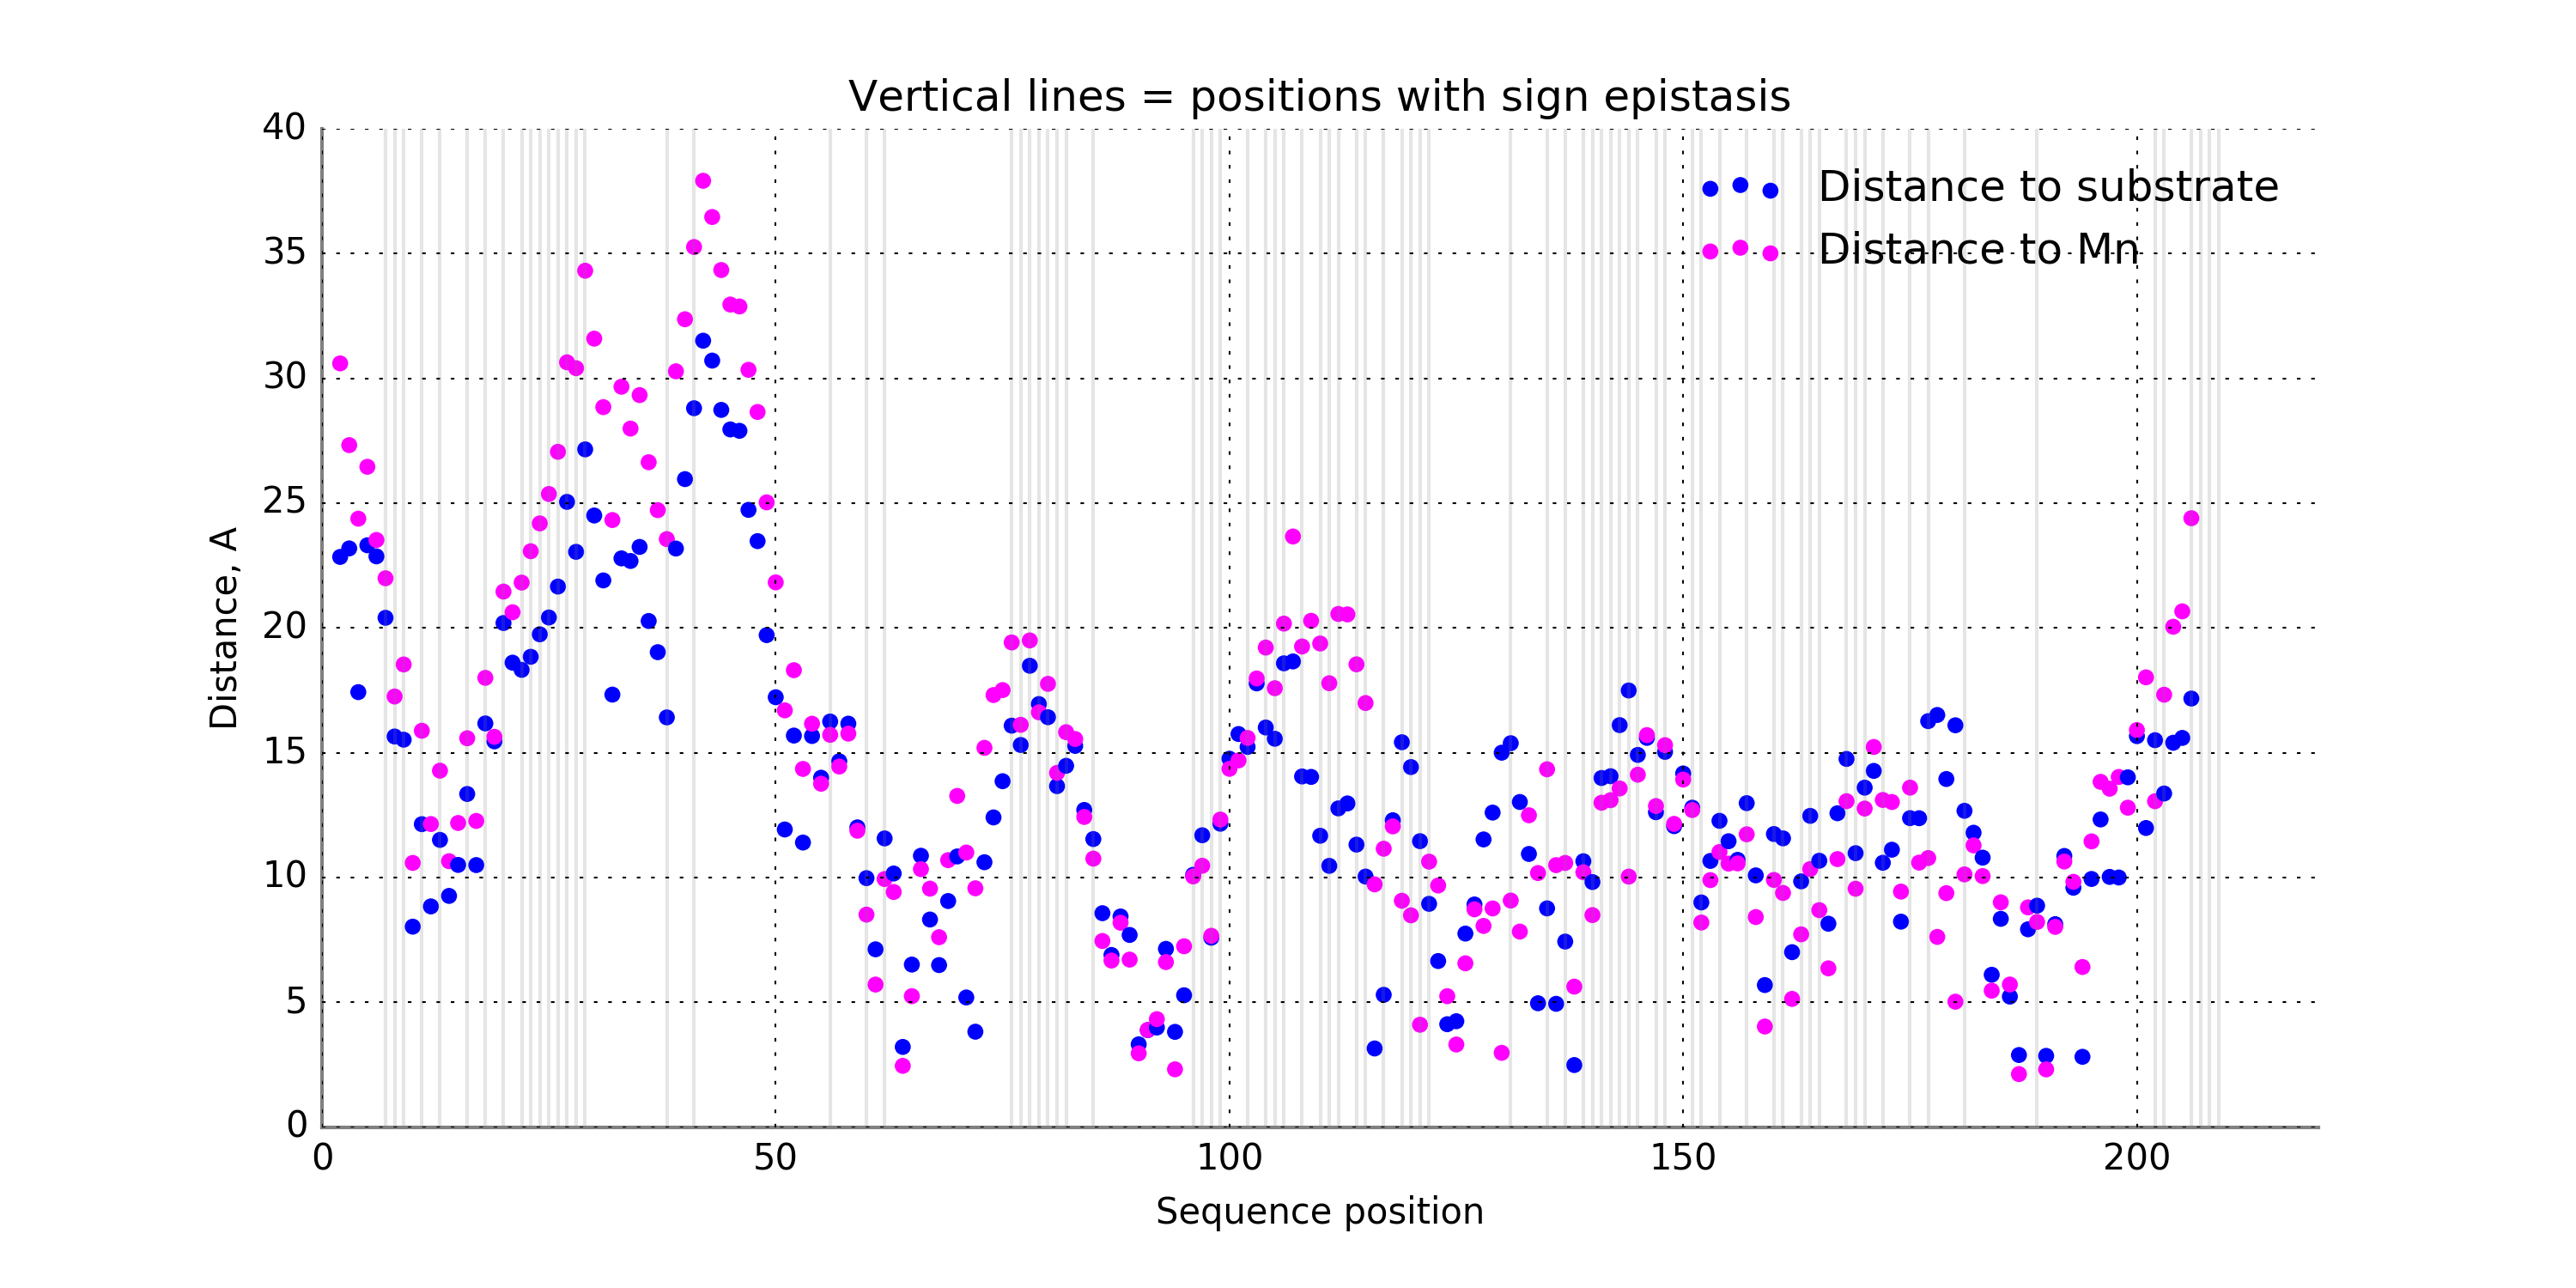 Vertical lines = positions with sign epistasis
40
35
30
25
20
15
10
5
0
Distance, A
Distance to substrate
Distance to Mn
0 50 100 150 200
Sequence position